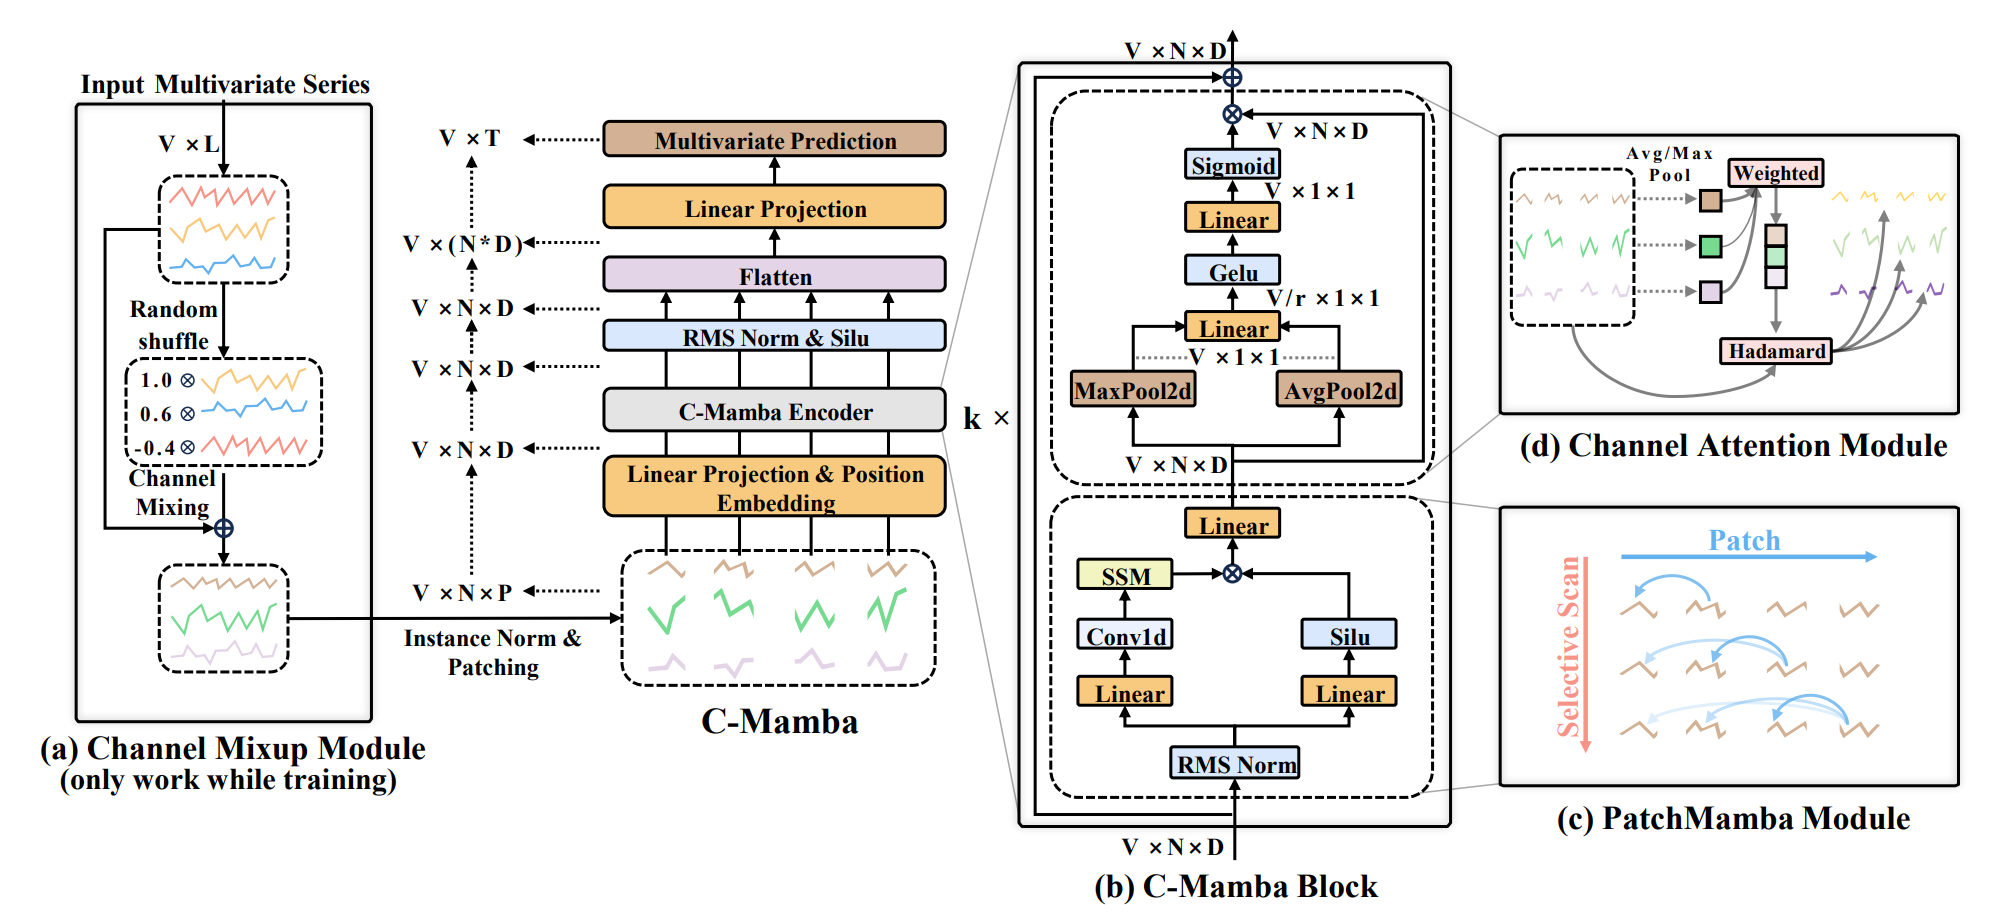 Input Multivariate Series
V × L
Random
shuffle
1.0 ⊗
0.6 ⊗
-0.4 ⊗
Channel
Mixing
(a) Channel Mixup Module
(only work while training)
V × T
V × (N * D)
V × N × D
V × N × D
V × N × D
V × N × P
Instance Norm &
Patching
Multivariate Prediction
Linear Projection
Flatten
RMS Norm & Silu
C-Mamba Encoder
Linear Projection & Position
Embedding
C-Mamba
k ×
V × N × D
V × N × D
Sigmoid
V × 1 × 1
Linear
Gelu
V/r × 1 × 1
Linear
V × 1 × 1
MaxPool2d
AvgPool2d
V × N × D
Linear
SSM
Conv1d
Silu
Linear
Linear
RMS Norm
V × N × D
(b) C-Mamba Block
Avg/Max
Pool
Weighted
Hadamard
(d) Channel Attention Module
Patch
Selective Scan
(c) PatchMamba Module